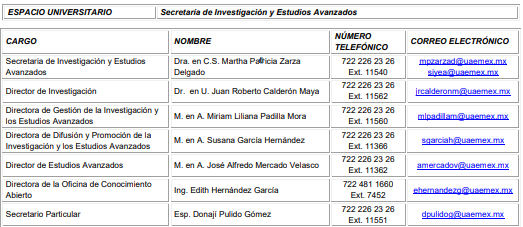 ESPACIO UNIVERSITARIO Secretaría de Investigación y Estudios Avanzados
CARGO NOMBRE NÚMERO TELEFÓNICO CORREO ELECTRÓNICO
Secretaria de Investigación y Estudios Avanzados Dra. en C.S. Martha Patricia Zarza Delgado 722 226 23 26 Ext. 11540 mpzarzad@uaemex.mx siyea@uaemex.mx
Director de Investigación Dr. en U. Juan Roberto Calderón Maya 722 226 23 26 Ext. 11562 jrcalderonm@uaemex.mx
Directora de Gestión de la Investigación y los Estudios Avanzados M. en A. Miriam Liliana Padilla Mora 722 226 23 26 Ext. 11560 mlpadillam@uaemex.mx
Directora de Difusión y Promoción de la Investigación y los Estudios Avanzados M. en A. Susana García Hernández 722 226 23 26 Ext. 11366 sgarciah@uaemex.mx
Director de Estudios Avanzados M. en A. José Alfredo Mercado Velasco 722 226 23 26 Ext. 11362 amercadov@uaemex.mx
Directora de la Oficina de Conocimiento Abierto Ing. Edith Hernández García 722 481 1660 Ext. 7452 ehernandezg@uaemex.mx
Secretario Particular Esp. Donají Pulido Gómez 722 226 23 26 Ext. 11551 dpulidog@uaemex.mx